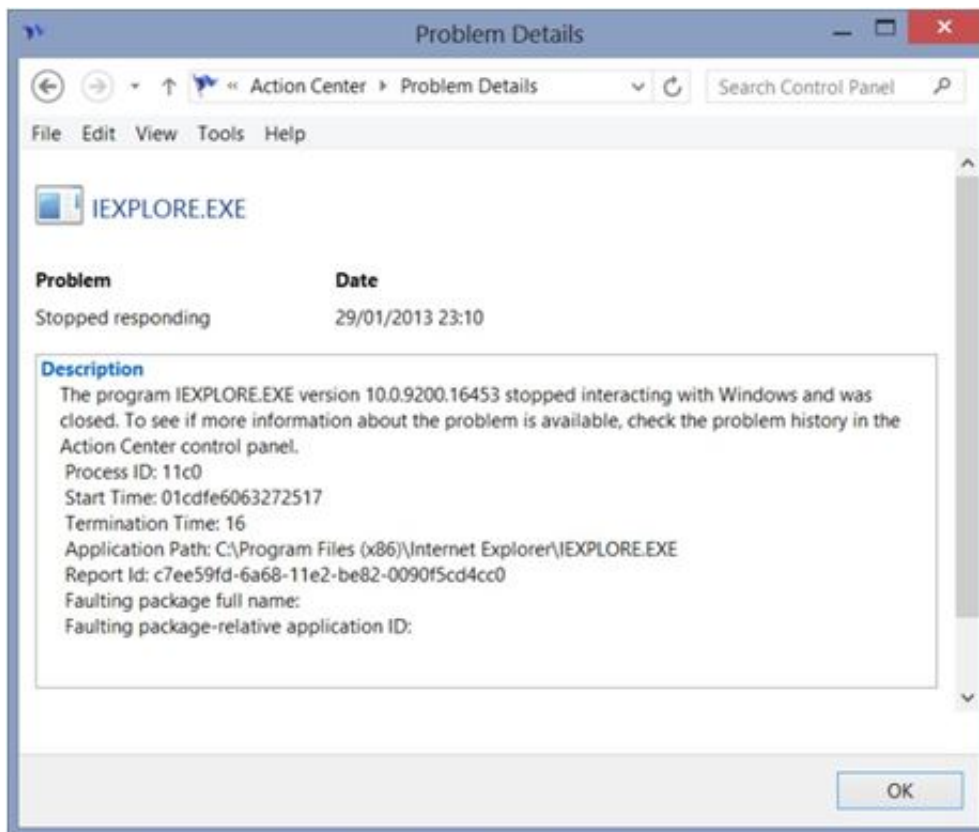 Problem Details
« Action Center ▸ Problem Details
Search Control Panel
File Edit View Tools Help
IEXPLORE.EXE
Problem Date
Stopped responding 29/01/2013 23:10
Description
The program IEXPLORE.EXE version 10.0.9200.16453 stopped interacting with Windows and was
closed. To see if more information about the problem is available, check the problem history in the
Action Center control panel.
Process ID: 11c0
Start Time: 01cdfe6063272517
Termination Time: 16
Application Path: C:\Program Files (x86)\Internet Explorer\IEXPLORE.EXE
Report Id: c7ee59fd-6a68-11e2-be82-0090f5cd4cc0
Faulting package full name:
Faulting package-relative application ID:
OK